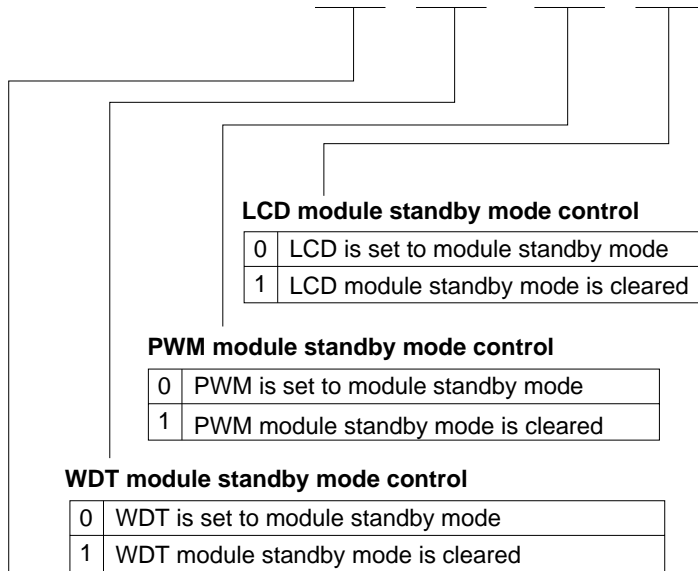 LCD module standby mode control
0 LCD is set to module standby mode
1 LCD module standby mode is cleared
PWM module standby mode control
0 PWM is set to module standby mode
1 PWM module standby mode is cleared
WDT module standby mode control
0 WDT is set to module standby mode
1 WDT module standby mode is cleared